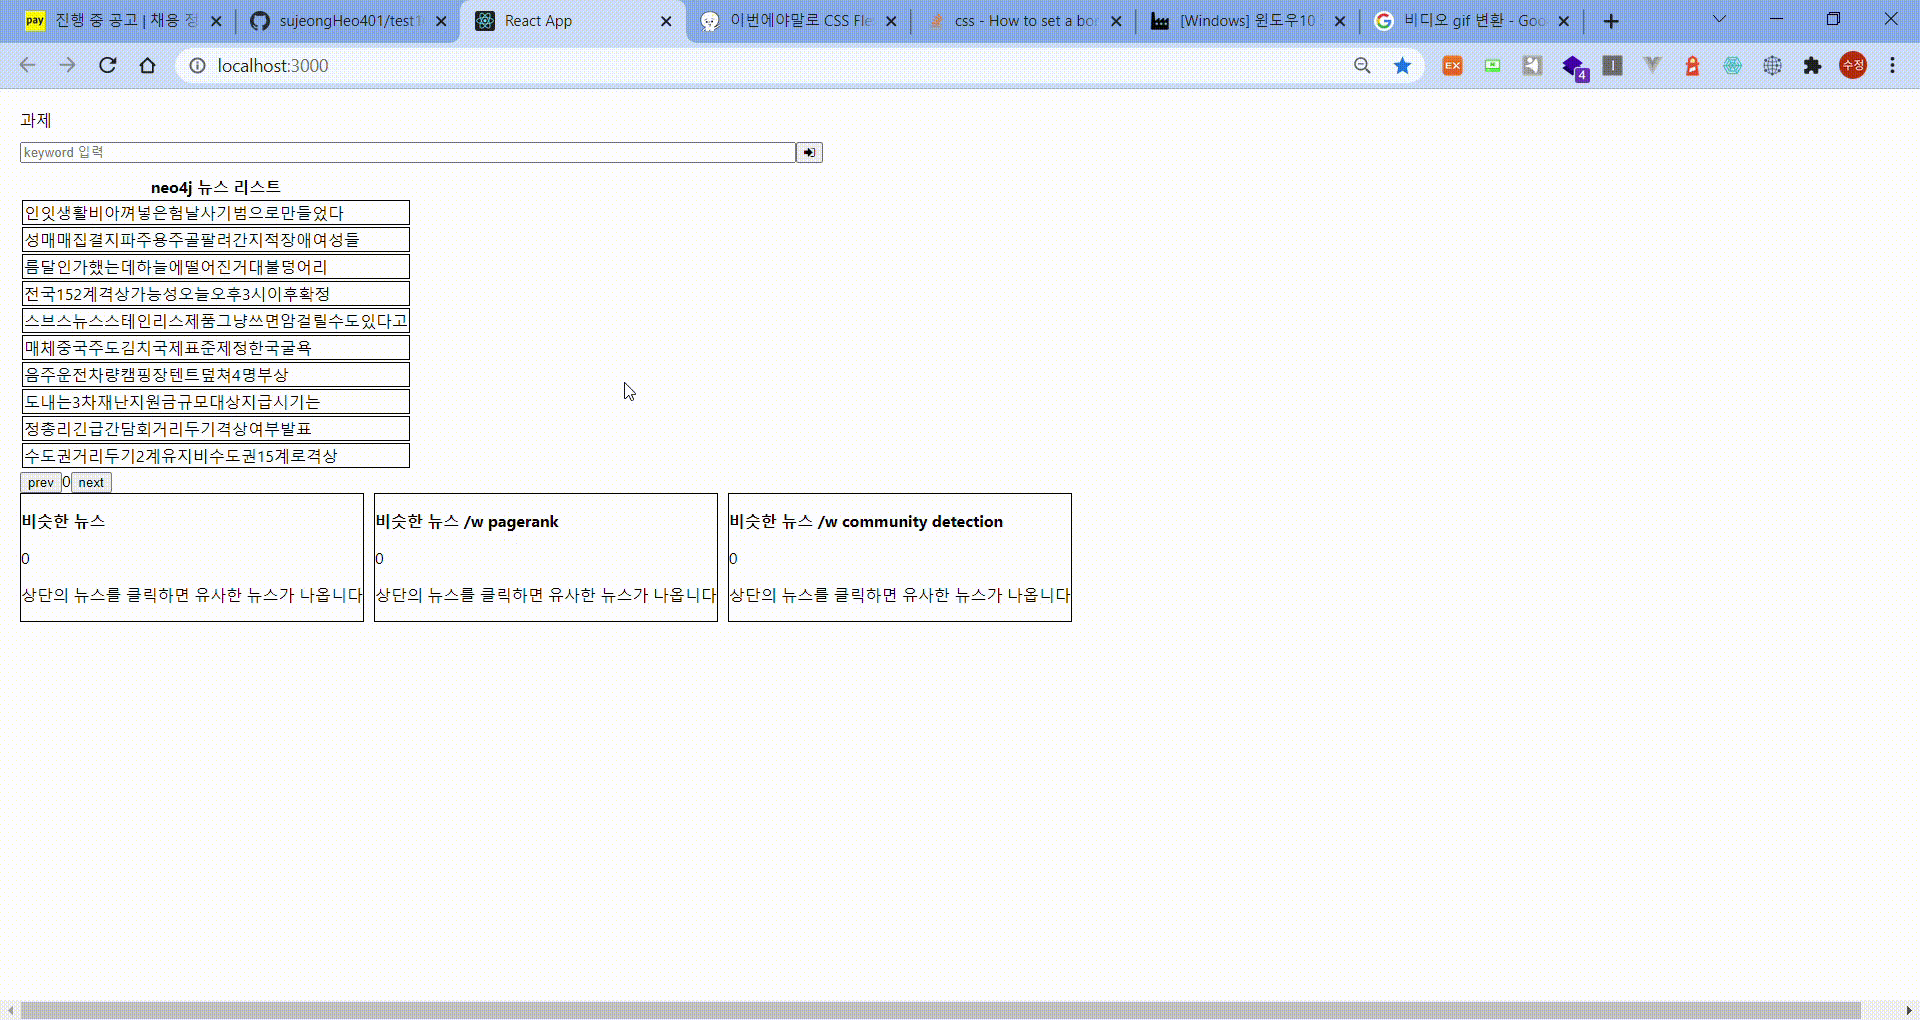 pay 진행 중 공고 | 채용 정
sujeongHeo401/test1
React App
이번에야말로 CSS Fle
css - How to set a bor
[Windows] 윈도우10
비디오 gif 변환 - Goo
localhost:3000
EX
4
수정
과제
keyword 입력
neo4j 뉴스 리스트
인잇생활비아껴넣은험날사기범으로만들었다
성매매집결지파주용주골팔려간지적장애여성들
름달인가했는데하늘에떨어진거대불덩어리
전국152계격상가능성오늘오후3시이후확정
스브스뉴스스테인리스제품그냥쓰면암걸릴수도있다고
매체중국주도김치국제표준제정한국굴욕
음주운전차량캠핑장텐트덮쳐4명부상
도내는3차재난지원금규모대상지급시기는
정총리긴급간담회거리두기격상여부발표
수도권거리두기2계유지비수도권15계로격상
prev 0 next
비슷한 뉴스
0
상단의 뉴스를 클릭하면 유사한 뉴스가 나옵니다
비슷한 뉴스 /w pagerank
0
상단의 뉴스를 클릭하면 유사한 뉴스가 나옵니다
비슷한 뉴스 /w community detection
0
상단의 뉴스를 클릭하면 유사한 뉴스가 나옵니다